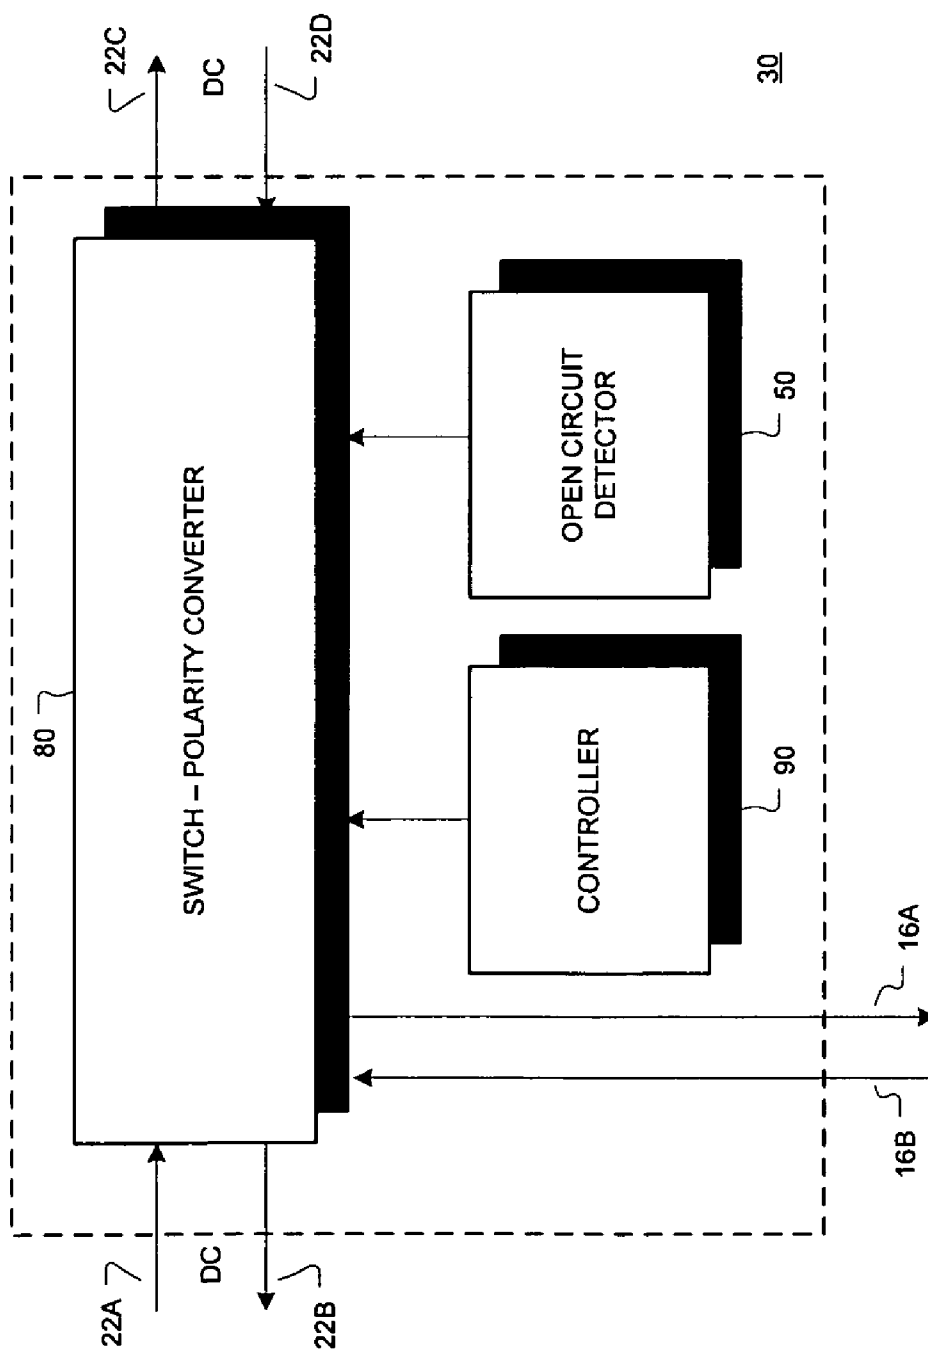 22A
DC
22B
80
SWITCH – POLARITY CONVERTER
22C
DC
22D
16B
16A
CONTROLLER
90
OPEN CIRCUIT
DETECTOR
50
30